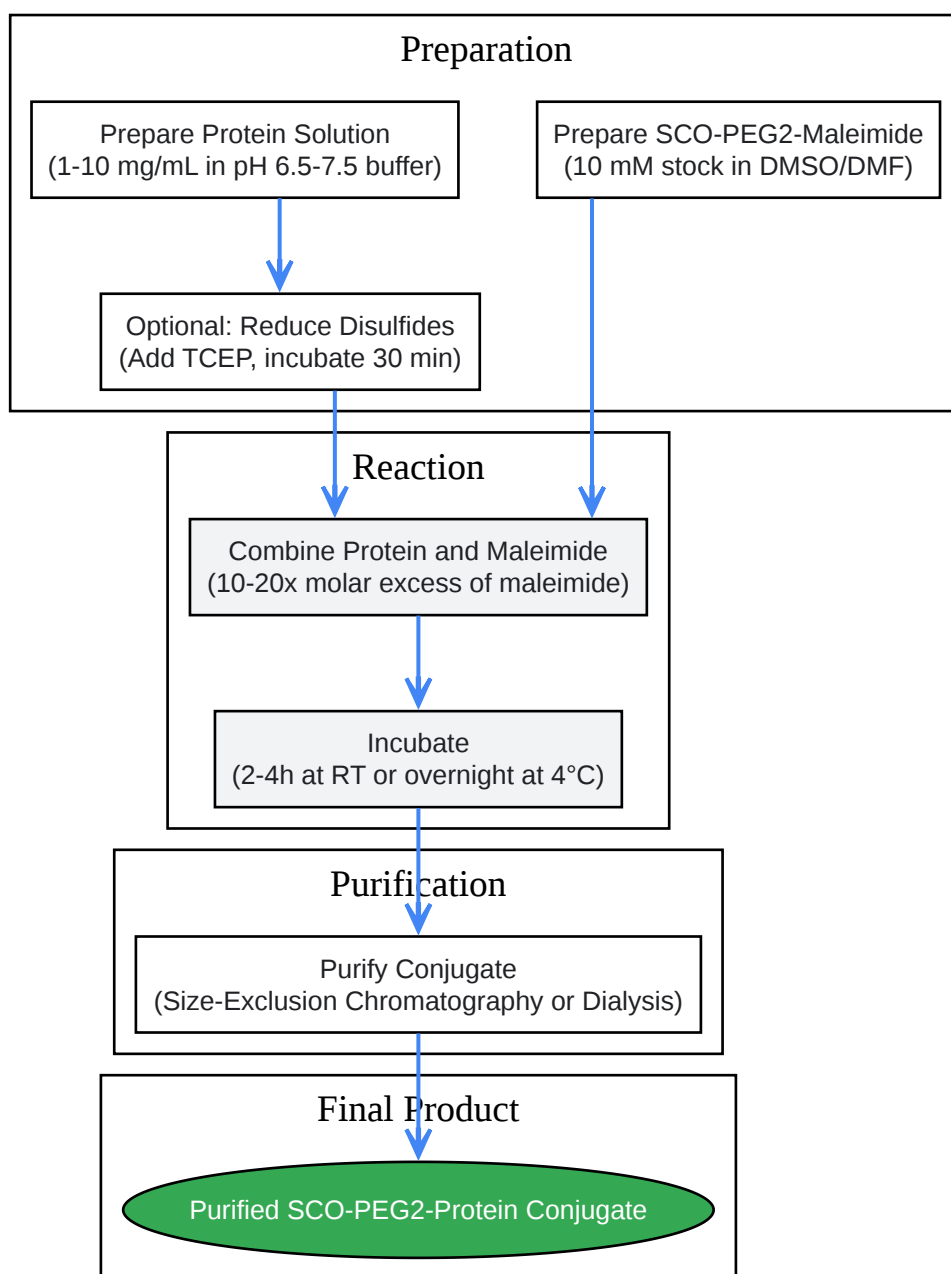 Preparation
Prepare Protein Solution
(1-10 mg/mL in pH 6.5-7.5 buffer)
Prepare SCO-PEG2-Maleimide
(10 mM stock in DMSO/DMF)
Optional: Reduce Disulfides
(Add TCEP, incubate 30 min)
Reaction
Combine Protein and Maleimide
(10-20x molar excess of maleimide)
Incubate
(2-4h at RT or overnight at 4°C)
Purification
Purify Conjugate
(Size-Exclusion Chromatography or Dialysis)
Final Product
Purified SCO-PEG2-Protein Conjugate